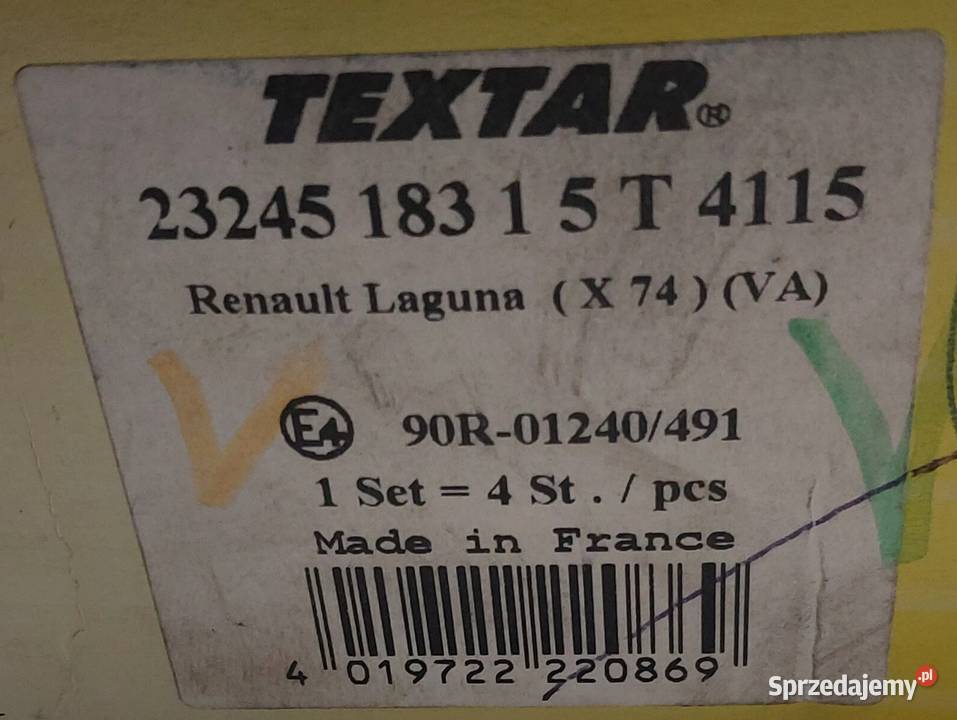 TEXTAR®
23245 183 1 5 T 4115
Renault Laguna ( X 74 ) (VA)
E4 90R-01240/491
1 Set = 4 St . / pcs
Made in France
4 019722 220869
Sprzedajemy.pl